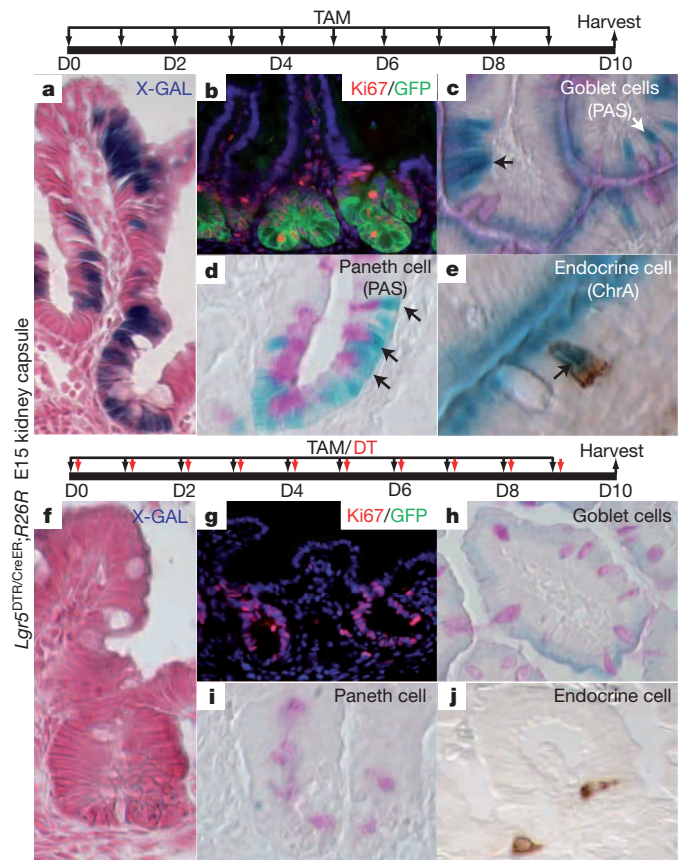 TAM
Harvest
D0 D2 D4 D6 D8 D10
a X-GAL
b Ki67/GFP
c Goblet cells
(PAS)
d Paneth cell
(PAS)
e Endocrine cell
(ChrA)
Lgr5DTR/CreER;R26R E15 kidney capsule
TAM/DT
Harvest
D0 D2 D4 D6 D8 D10
f X-GAL
g Ki67/GFP
h Goblet cells
i Paneth cell
j Endocrine cell